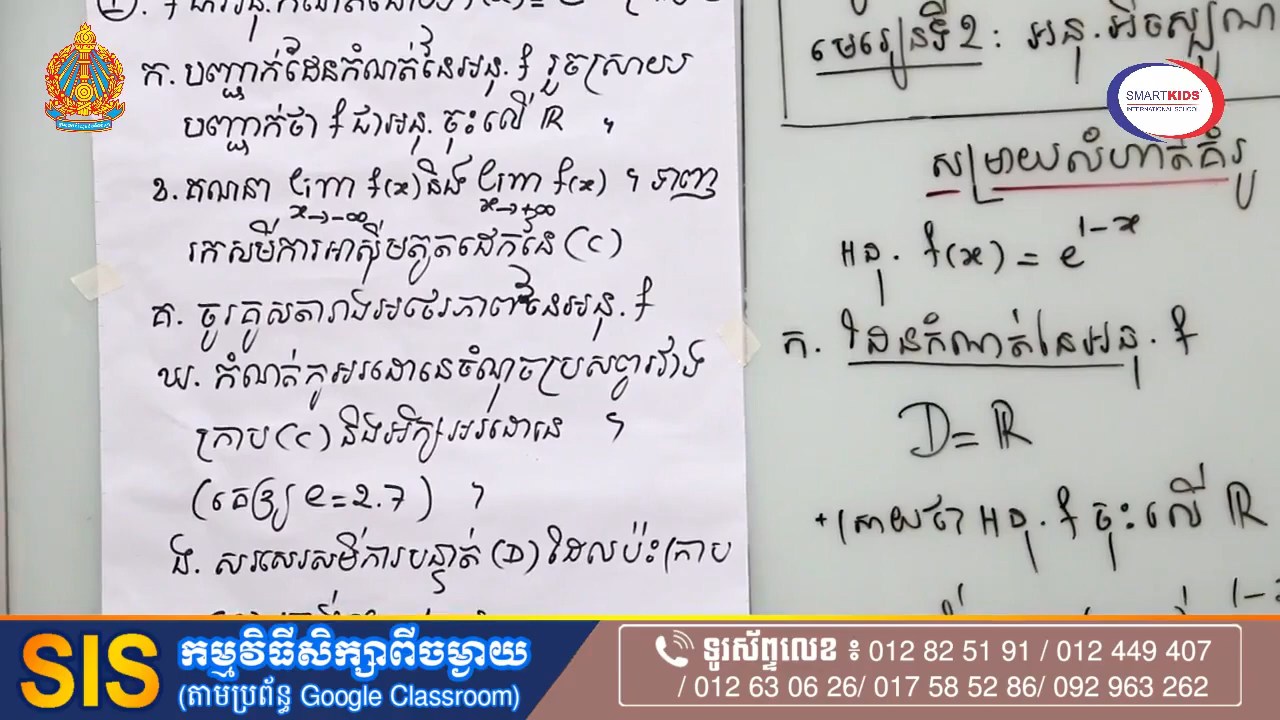 ក. បញ្ជាក់ដែនកំណត់នៃអនុ. f រួចស្រាយប
បញ្ជាក់ថា f ជាអនុ. ចុះលើ ℝ ។
ខ. គណនា lim f(x) និង lim f(x) ។ ទាញ
x→-∞ x→+∞
រកសមីការអាស៊ីមតូតដេកនៃ (C)
គ. ចូរគូសតារាងអថេរភាពនៃអនុ. f
ឃ. កំណត់កូអរដោនេចំណុចប្រសព្វរវាង
ក្រាប (C) និងអ័ក្សអរដោនេ ។
(គេឲ្យ e = 2.7) ។
ង. សរសេរសមីការបន្ទាត់ (D) ដែលប៉ះក្រាប
មេរៀនទី 2 : អនុ. អិចស្ប៉ូណ
SMARTKIDS
INTERNATIONAL SCHOOL
សម្រាយលំហាត់គំរូ
អនុ. f(x) = e^{1-x}
ក. ដែនកំណត់នៃអនុ. f
D = ℝ
+ ស្រាយថា អនុ. f ចុះលើ ℝ
1-x
SIS កម្មវិធីសិក្សាពីចម្ងាយ
(តាមប្រព័ន្ធ Google Classroom)
ទូរស័ព្ទលេខ ៖ 012 82 51 91 / 012 449 407
/ 012 63 06 26/ 017 58 52 86/ 092 963 262